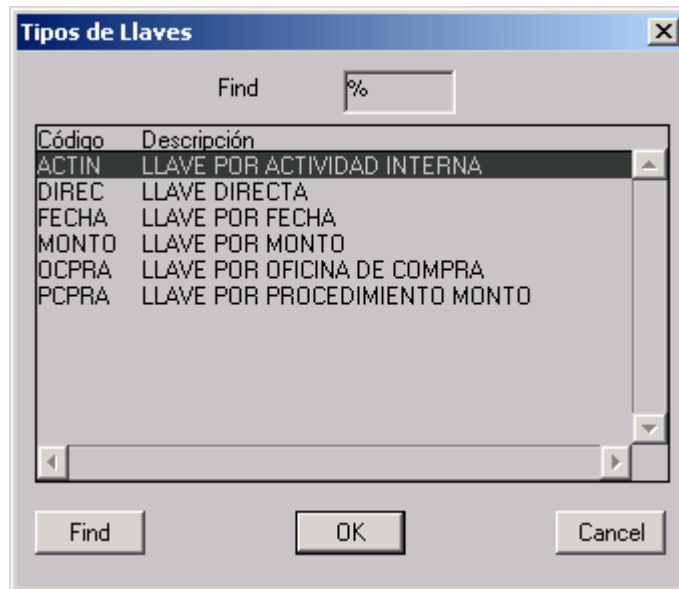 Tipos de Llaves
Find %
Código Descripción
ACTIN LLAVE POR ACTIVIDAD INTERNA
DIREC LLAVE DIRECTA
FECHA LLAVE POR FECHA
MONTO LLAVE POR MONTO
OCPRA LLAVE POR OFICINA DE COMPRA
PCPRA LLAVE POR PROCEDIMIENTO MONTO
Find OK Cancel